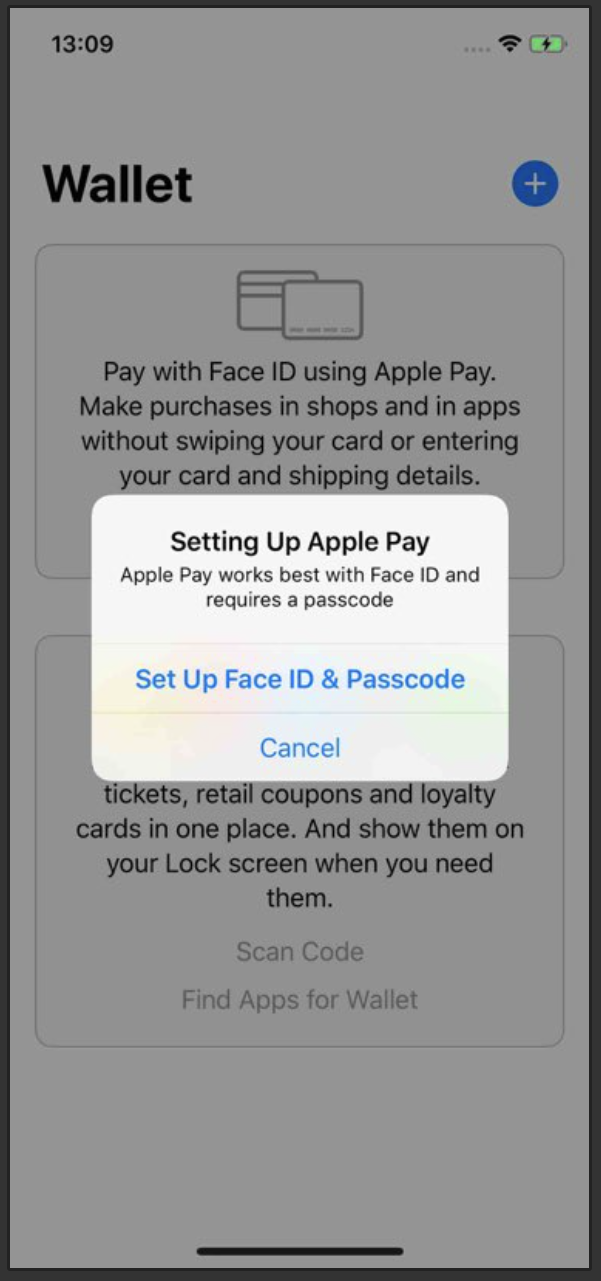 13:09
Wallet
Pay with Face ID using Apple Pay.
Make purchases in shops and in apps
without swiping your card or entering
your card and shipping details.
Setting Up Apple Pay
Apple Pay works best with Face ID and
requires a passcode
Set Up Face ID & Passcode
Cancel
tickets, retail coupons and loyalty
cards in one place. And show them on
your Lock screen when you need
them.
Scan Code
Find Apps for Wallet